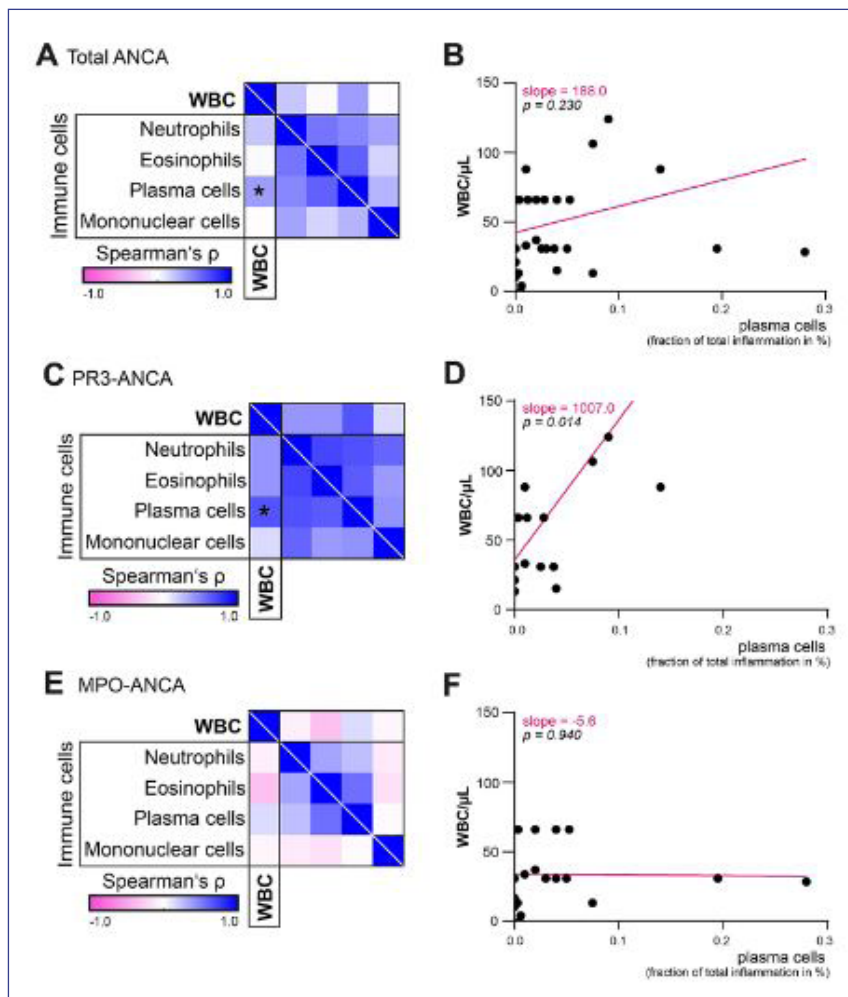 A Total ANCA
WBC
Neutrophils
Eosinophils
Plasma cells
*
Mononuclear cells
Immune cells
Spearman's ρ
-1.0
1.0
WBC
B
slope = 188.0
p = 0.230
150
100
50
0
WBC/µL
0.0
0.1
0.2
0.3
plasma cells
(fraction of total inflammation in %)
C PR3-ANCA
WBC
Neutrophils
Eosinophils
Plasma cells
*
Mononuclear cells
Immune cells
Spearman's ρ
-1.0
1.0
WBC
D
slope = 1007.0
p = 0.014
150
100
50
0
WBC/µL
0.0
0.1
0.2
0.3
plasma cells
(fraction of total inflammation in %)
E MPO-ANCA
WBC
Neutrophils
Eosinophils
Plasma cells
Mononuclear cells
Immune cells
Spearman's ρ
-1.0
1.0
WBC
F
slope = -5.6
p = 0.940
150
100
50
0
WBC/µL
0.0
0.1
0.2
0.3
plasma cells
(fraction of total inflammation in %)